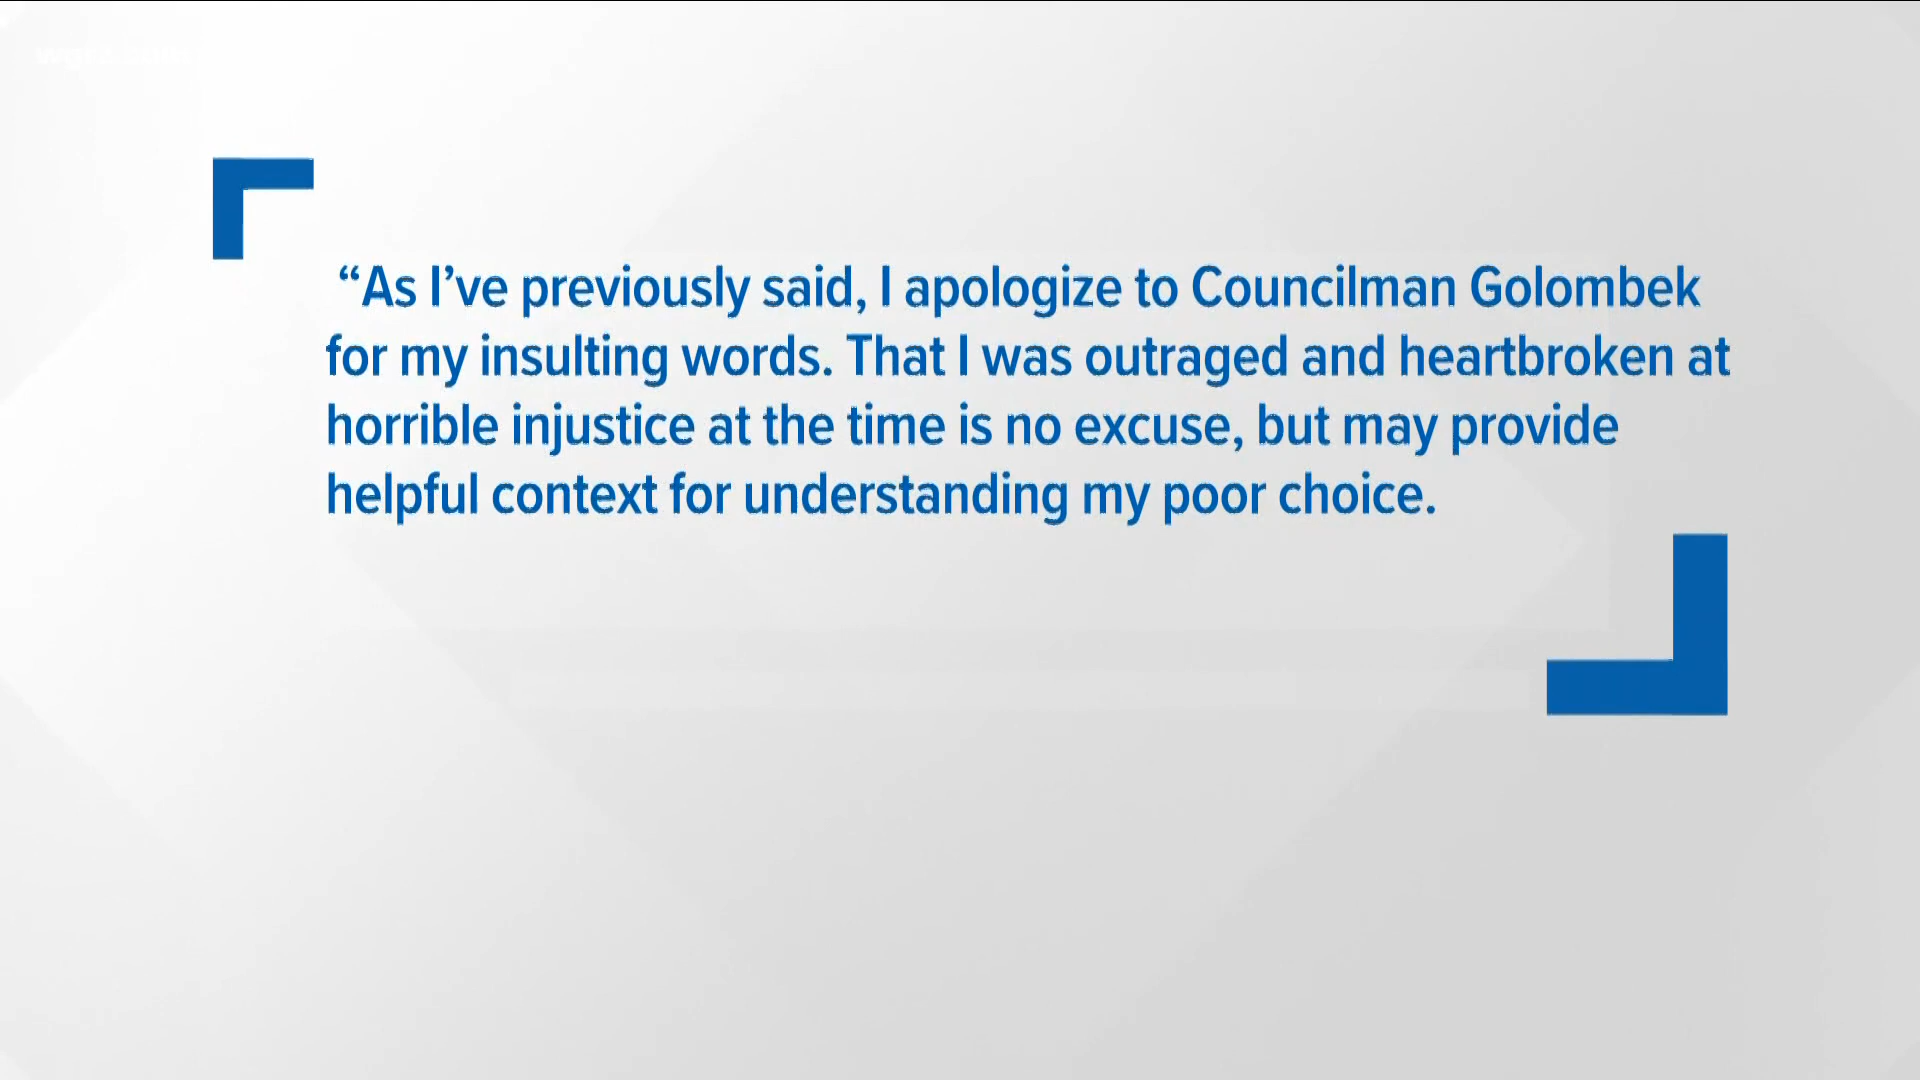 “As I’ve previously said, I apologize to Councilman Golombek
for my insulting words. That I was outraged and heartbroken at
horrible injustice at the time is no excuse, but may provide
helpful context for understanding my poor choice.